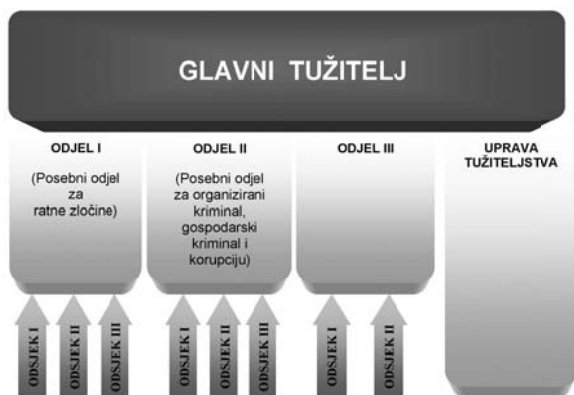 GLAVNI TUŽITELJ
ODJEL I
(Posebni odjel
za
ratne zločine)
ODJEL II
(Posebni odjel
za organizirani
kriminal,
gospodarski
kriminal i
korupciju)
ODJEL III
UPRAVA
TUŽITELJSTVA
ODSJEK I
ODSJEK II
ODSJEK III
ODSJEK I
ODSJEK II
ODSJEK III
ODSJEK I
ODSJEK II